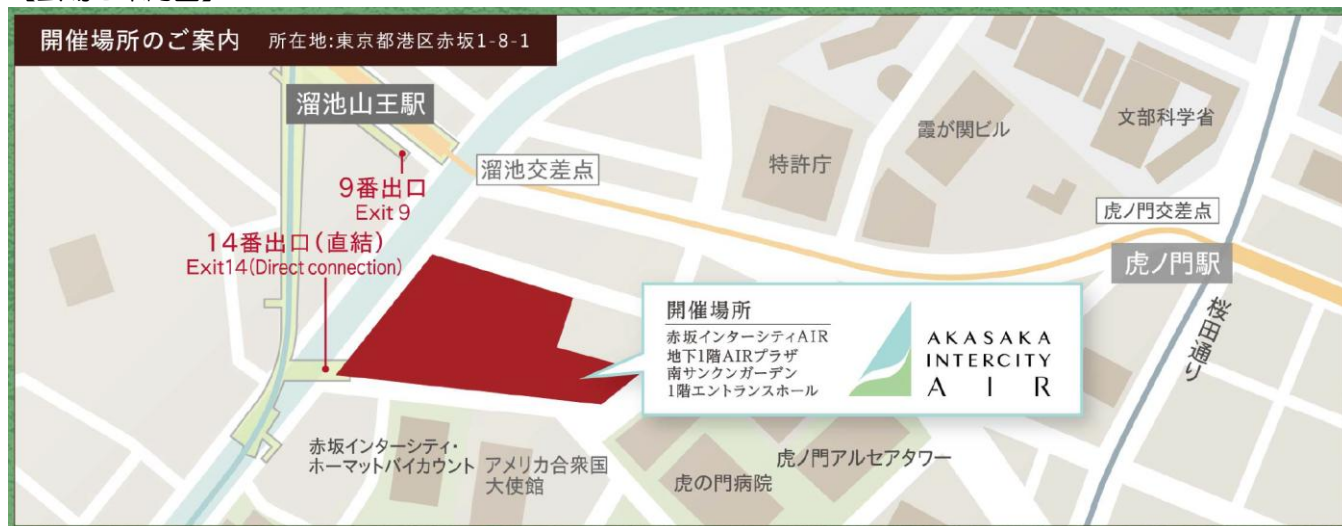 開催場所のご案内 所在地:東京都港区赤坂1-8-1
溜池山王駅
9番出口
Exit 9
溜池交差点
14番出口(直結)
Exit14(Direct connection)
特許庁
霞が関ビル
文部科学省
虎ノ門交差点
虎ノ門駅
桜田通り
開催場所
赤坂インターシティAIR
地下1階AIRプラザ
南サンクンガーデン
1階エントランスホール
AKASAKA
INTERCITY
AIR
赤坂インターシティ・
ホーマットバイカウント
アメリカ合衆国
大使館
虎の門病院
虎ノ門アルセアタワー